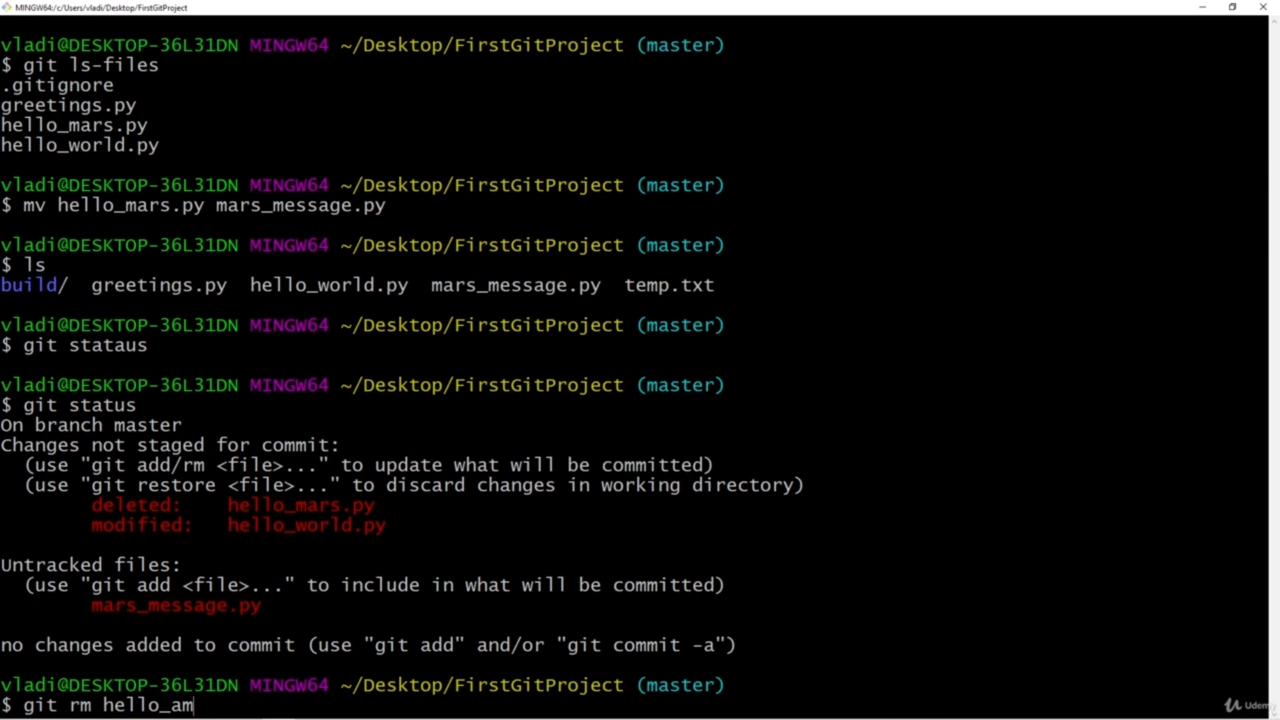 MINGW64:/c/Users/vladi/Desktop/FirstGitProject
vladi@DESKTOP-36L31DN MINGW64 ~/Desktop/FirstGitProject (master)
$ git ls-files
.gitignore
greetings.py
hello_mars.py
hello_world.py
vladi@DESKTOP-36L31DN MINGW64 ~/Desktop/FirstGitProject (master)
$ mv hello_mars.py mars_message.py
vladi@DESKTOP-36L31DN MINGW64 ~/Desktop/FirstGitProject (master)
$ ls
build/  greetings.py  hello_world.py  mars_message.py  temp.txt
vladi@DESKTOP-36L31DN MINGW64 ~/Desktop/FirstGitProject (master)
$ git stataus
vladi@DESKTOP-36L31DN MINGW64 ~/Desktop/FirstGitProject (master)
$ git status
On branch master
Changes not staged for commit:
  (use "git add/rm <file>..." to update what will be committed)
  (use "git restore <file>..." to discard changes in working directory)
        deleted:    hello_mars.py
        modified:   hello_world.py
Untracked files:
  (use "git add <file>..." to include in what will be committed)
        mars_message.py
no changes added to commit (use "git add" and/or "git commit -a")
vladi@DESKTOP-36L31DN MINGW64 ~/Desktop/FirstGitProject (master)
$ git rm hello_am
Udemy